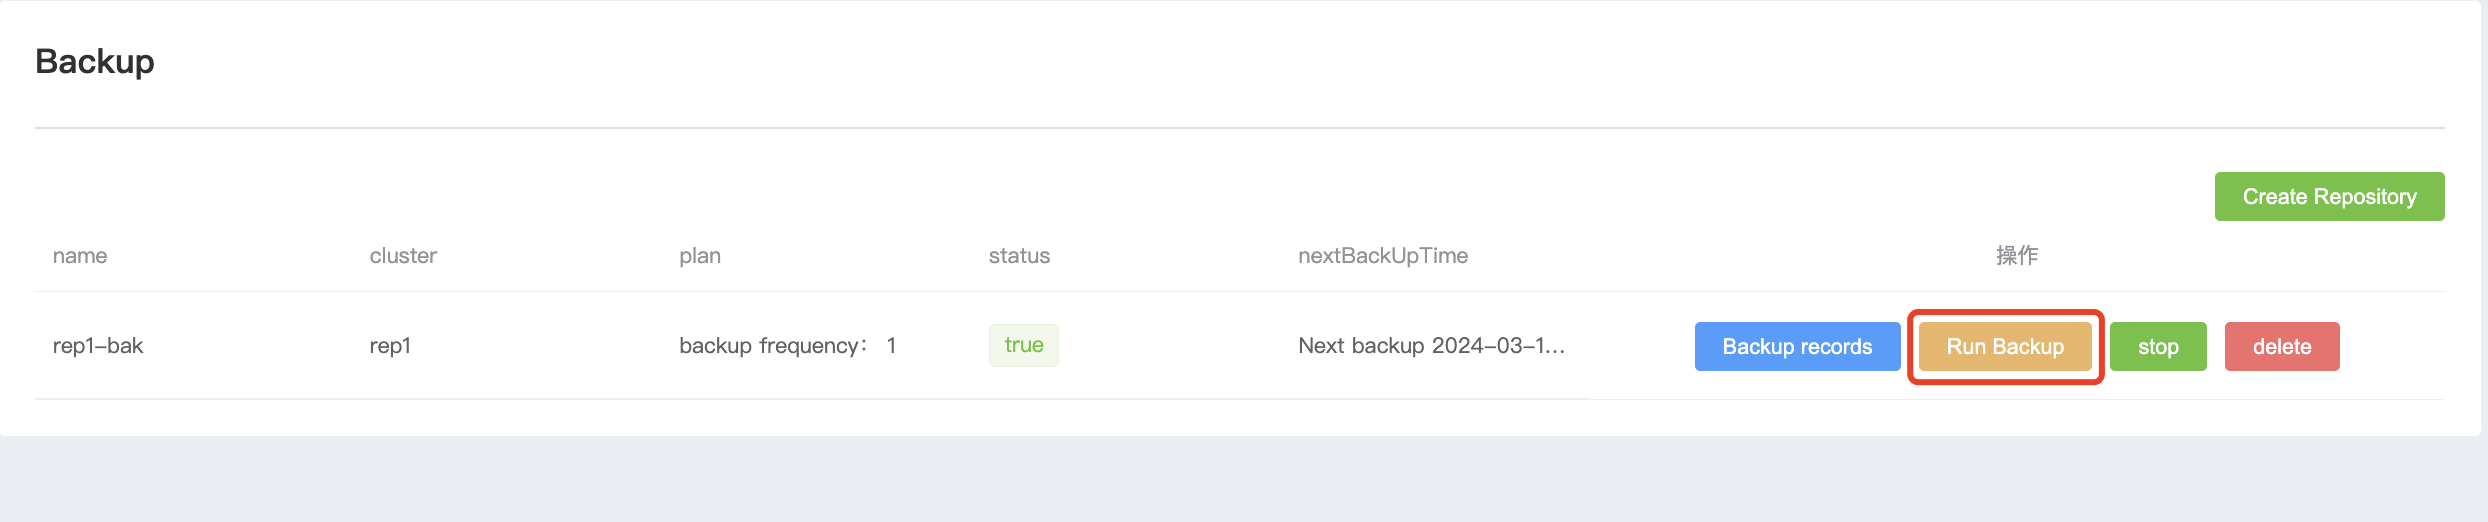 Backup
Create Repository
name cluster plan status nextBackUpTime 操作
rep1-bak rep1 backup frequency： 1 true Next backup 2024-03-1... Backup records Run Backup stop delete